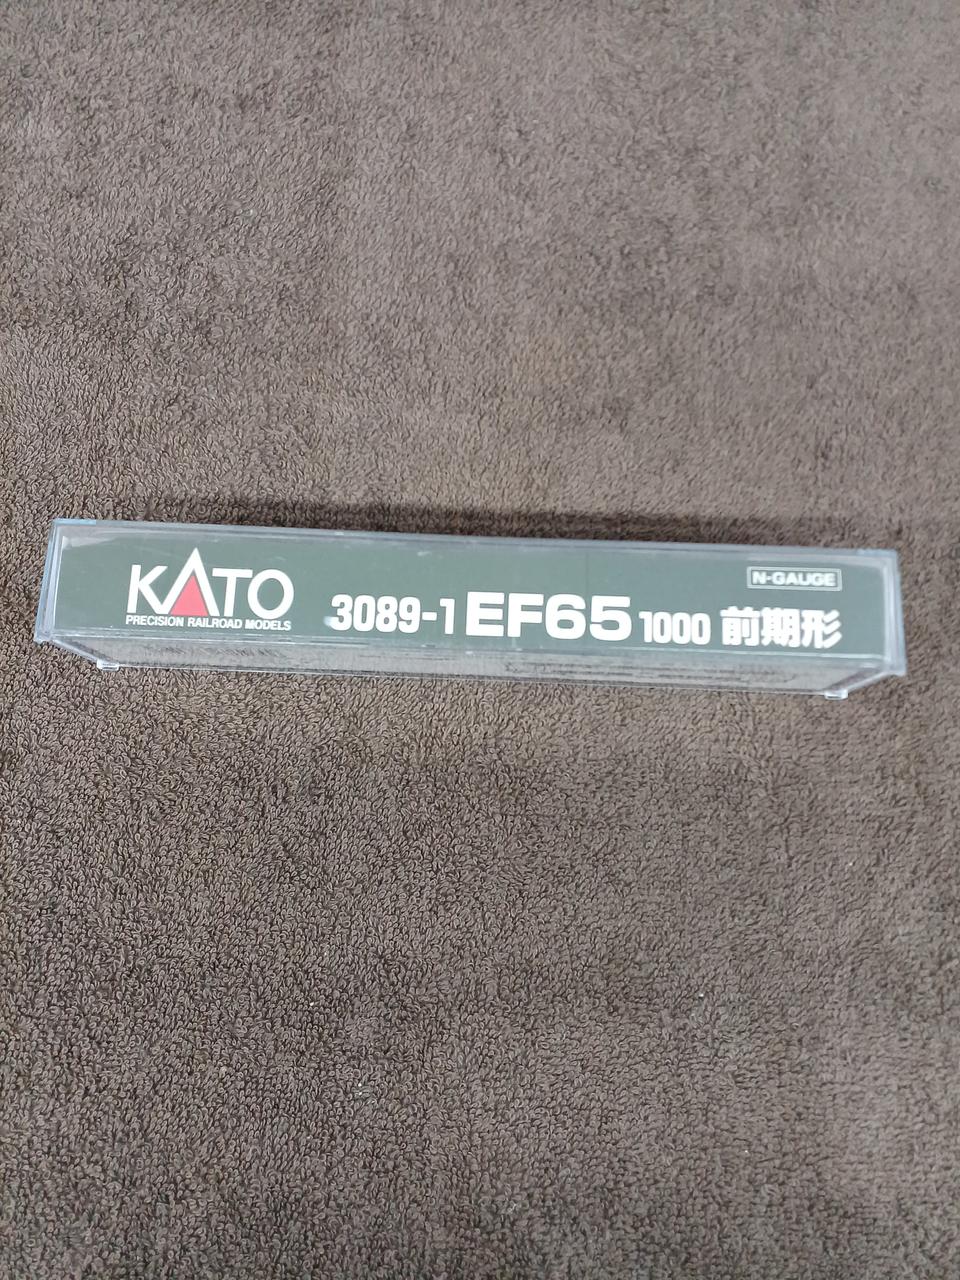 KATO
PRECISION RAILROAD MODELS
N-GAUGE
3089-1 EF65 1000 前期形